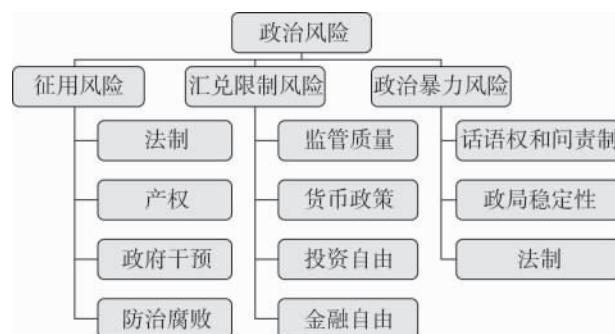 政治风险
征用风险
汇兑限制风险
政治暴力风险
法制
监管质量
话语权和问责制
产权
货币政策
政局稳定性
政府干预
投资自由
法制
防治腐败
金融自由